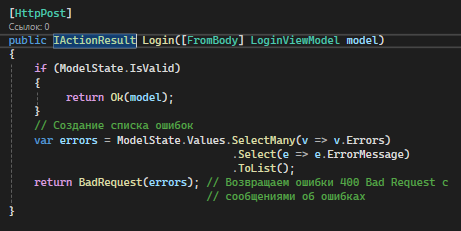 [HttpPost]
Ссылок: 0
public IActionResult Login([FromBody] LoginViewModel model)
{
    if (ModelState.IsValid)
    {
        return Ok(model);
    }
    // Создание списка ошибок
    var errors = ModelState.Values.SelectMany(v => v.Errors)
                                  .Select(e => e.ErrorMessage)
                                  .ToList();
    return BadRequest(errors); // Возвращаем ошибки 400 Bad Request с
                               // сообщениями об ошибках
}